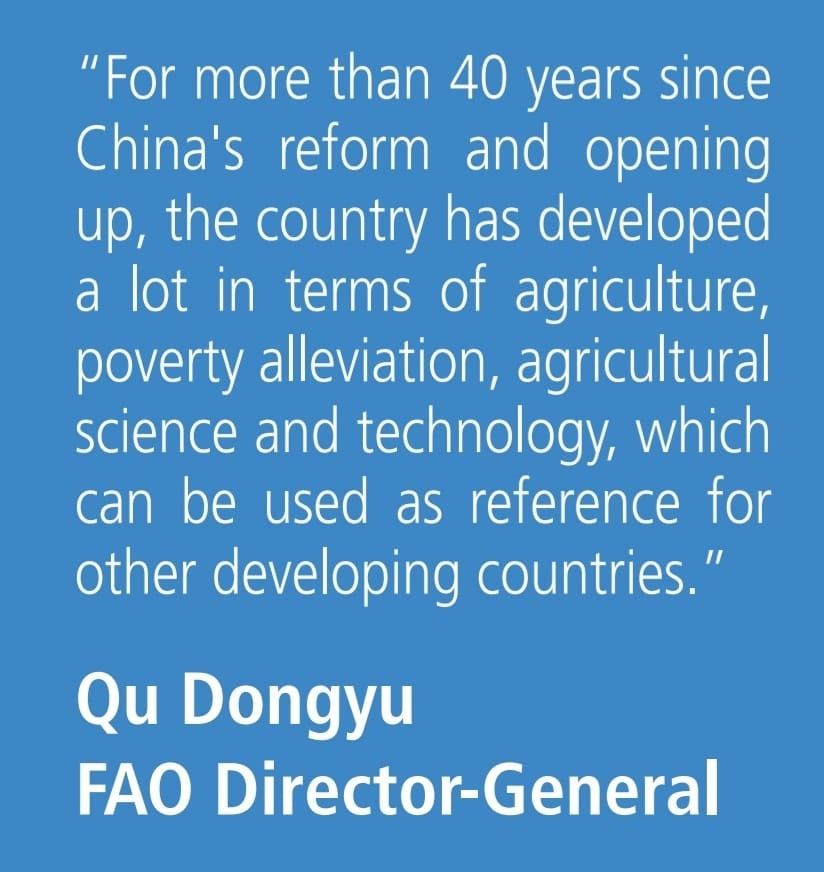 “For more than 40 years since
China's reform and opening
up, the country has developed
a lot in terms of agriculture,
poverty alleviation, agricultural
science and technology, which
can be used as reference for
other developing countries.”
Qu Dongyu
FAO Director-General